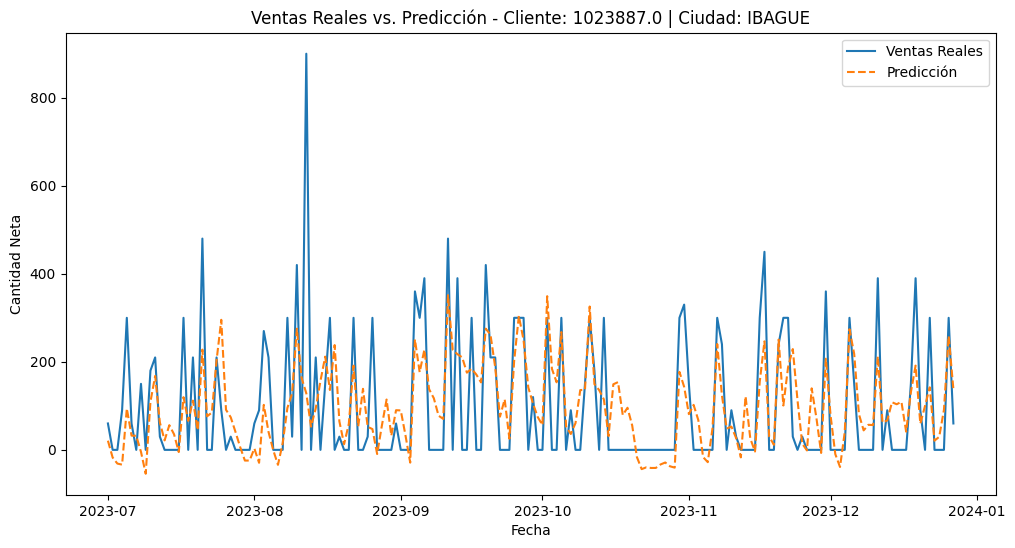 Ventas Reales vs. Predicción - Cliente: 1023887.0 | Ciudad: IBAGUE
Ventas Reales
Predicción
Cantidad Neta
800
600
400
200
0
2023-07
2023-08
2023-09
2023-10
2023-11
2023-12
2024-01
Fecha